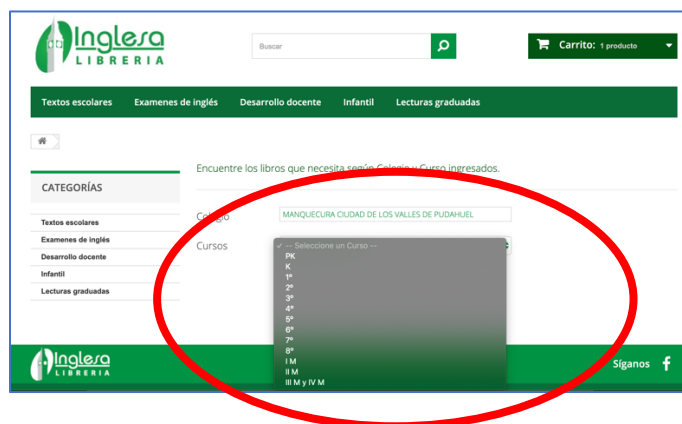 Inglesa
LIBRERIA
Buscar
Carrito: 1 producto
Textos escolares Examenes de inglés Desarrollo docente Infantil Lecturas graduadas
Encuentre los libros que necesita según Colegio y Curso ingresados.
CATEGORÍAS
Textos escolares
Examenes de inglés
Desarrollo docente
Infantil
Lecturas graduadas
Colegio MANQUECURA CIUDAD DE LOS VALLES DE PUDAHUEL
Cursos
✓ -- Seleccione un Curso --
PK
K
1º
2º
3º
4º
5º
6º
7º
8º
I M
II M
III M y IV M
Inglesa
LIBRERIA
Síganos